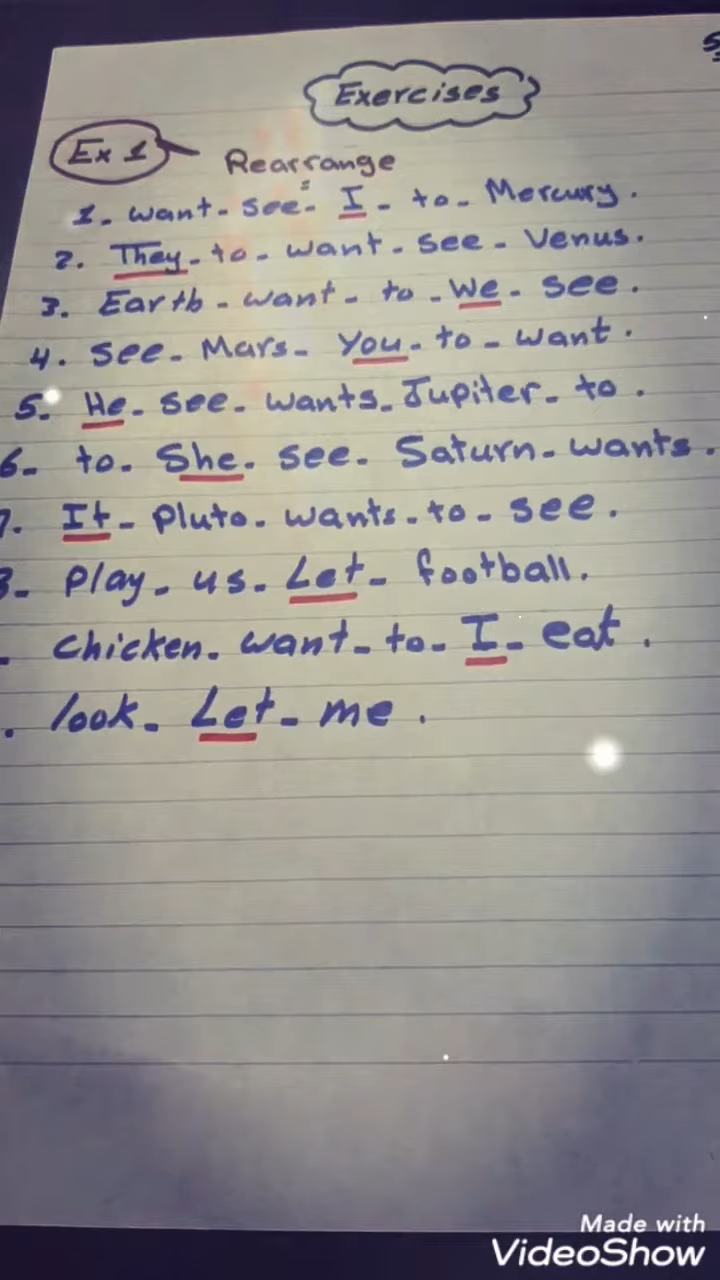 5
Exercises
Ex 1 Rearrange
1. want - see - I - to - Mercury.
2. They - to - want - see - Venus.
3. Earth - want - to - We - see.
4. see - Mars - You - to - want.
5. He - see - wants - Jupiter - to.
6- to - She - see - Saturn - wants.
7. It - Pluto - wants - to - see.
8- Play - us - Let - football.
- Chicken - want - to - I - eat.
. look - Let - me.
Made with
VideoShow